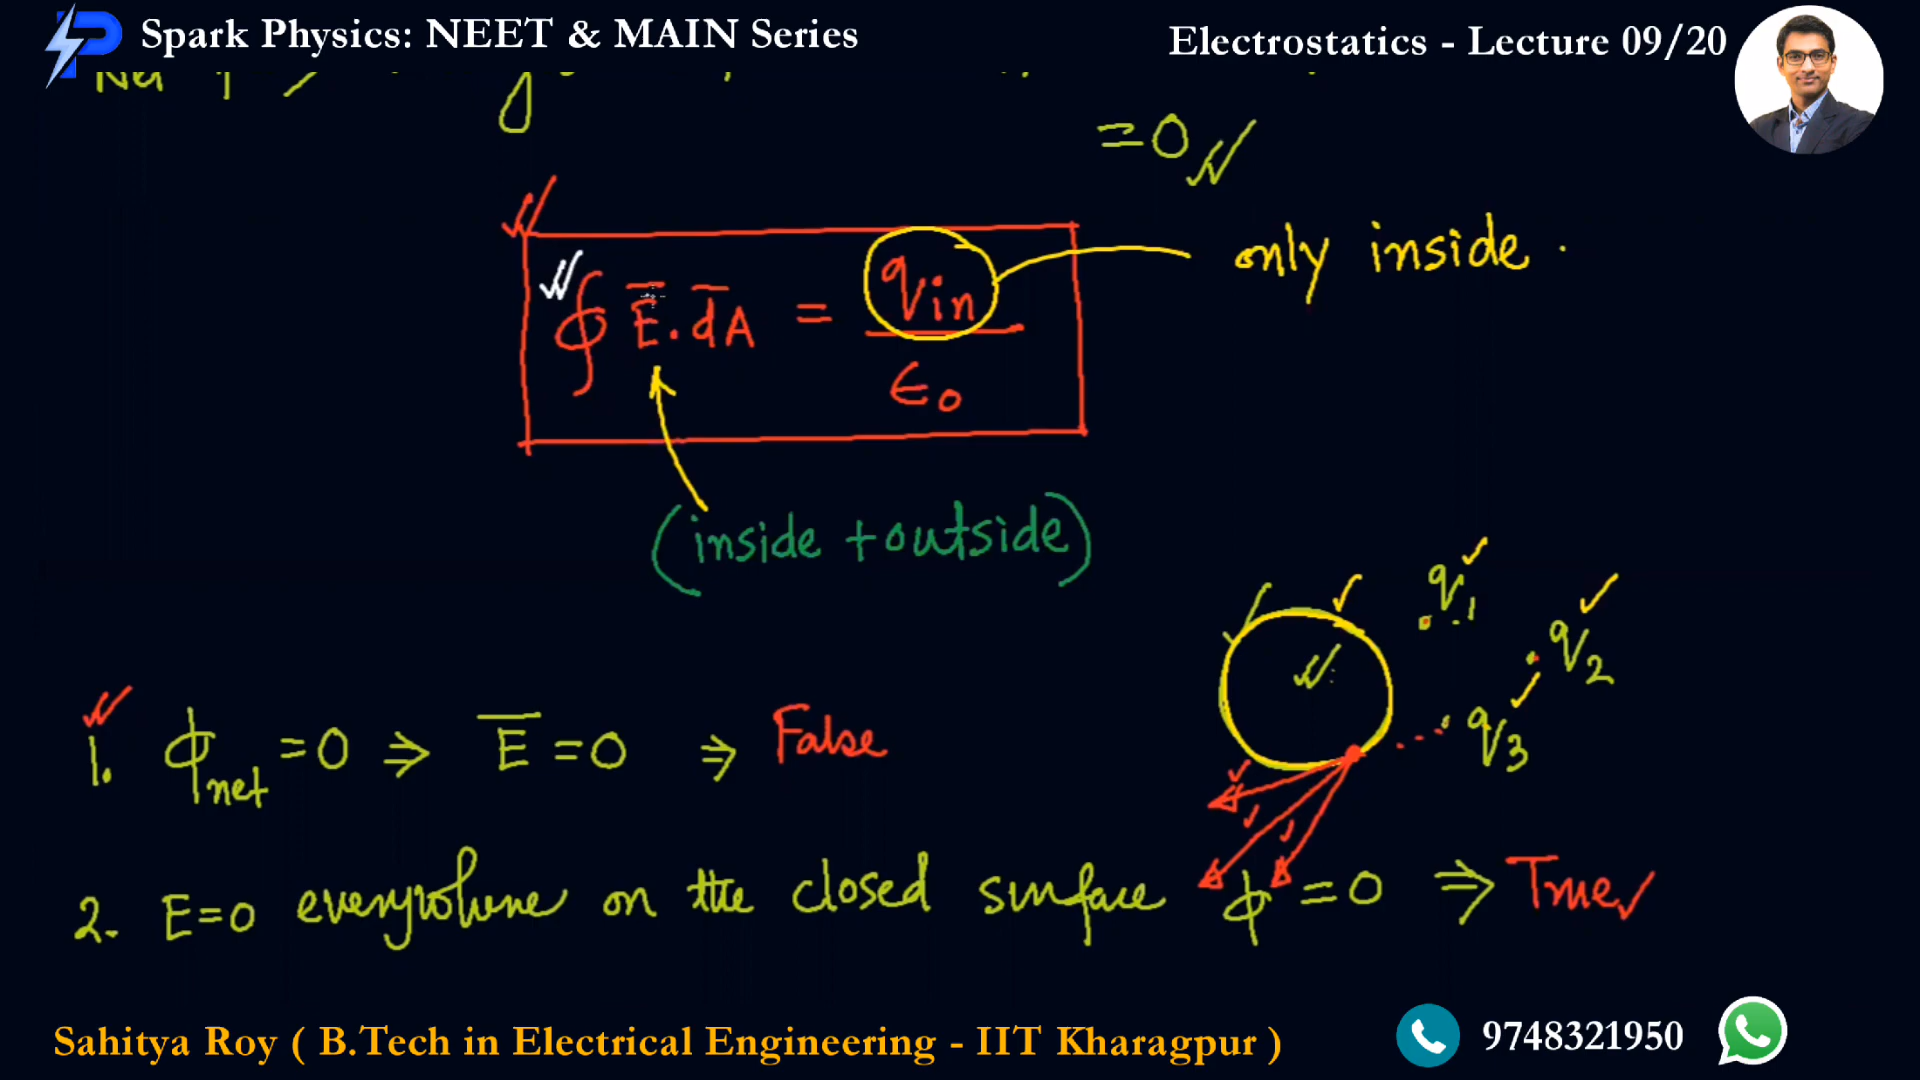 Spark Physics: NEET & MAIN Series
Electrostatics - Lecture 09/20
= 0
∮ E̅ . d̅A = qin / ϵ0
only inside .
(inside + outside)
q1
q2
q3
1. ϕnet = 0 ⇒ E̅ = 0 ⇒ False
2. E = 0 everywhere on the closed surface ϕ = 0 ⇒ True
Sahitya Roy ( B.Tech in Electrical Engineering - IIT Kharagpur )
9748321950